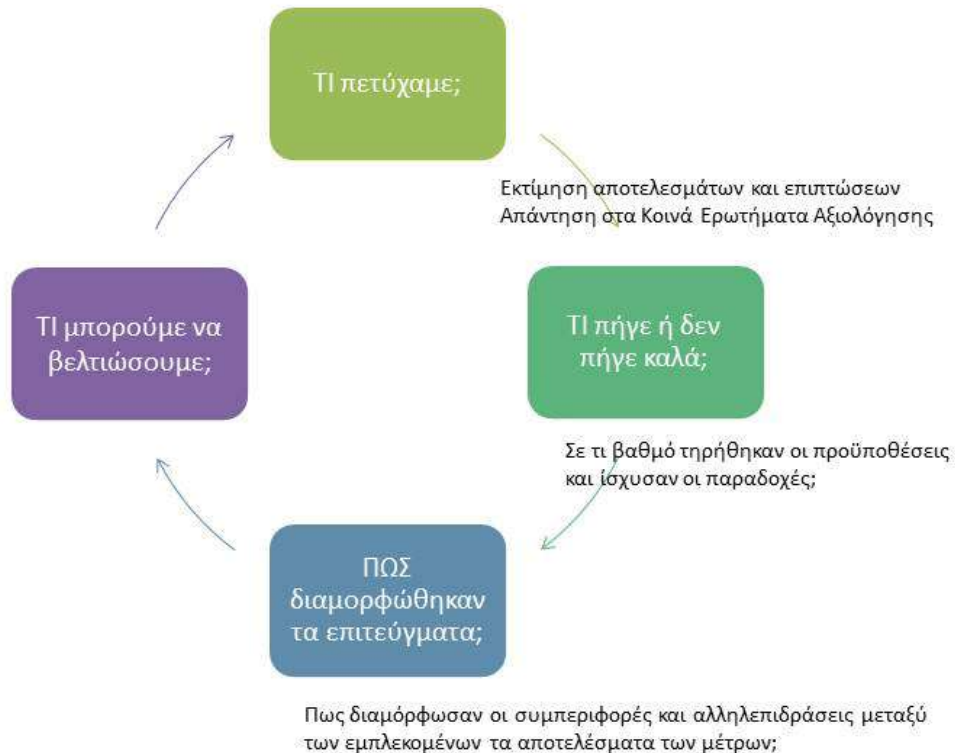 ΤΙ πετύχαμε;
Εκτίμηση αποτελεσμάτων και επιπτώσεων
Απάντηση στα Κοινά Ερωτήματα Αξιολόγησης
ΤΙ πήγε ή δεν
πήγε καλά;
Σε τι βαθμό τηρήθηκαν οι προϋποθέσεις
και ίσχυσαν οι παραδοχές;
ΠΩΣ
διαμορφώθηκαν
τα επιτεύγματα;
Πως διαμόρφωσαν οι συμπεριφορές και αλληλεπιδράσεις μεταξύ
των εμπλεκομένων τα αποτελέσματα των μέτρων;
ΤΙ μπορούμε να
βελτιώσουμε;